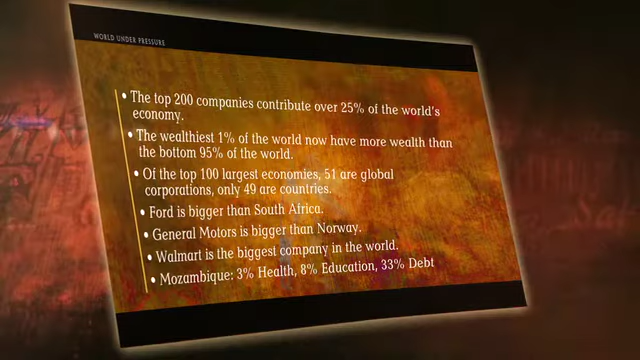 WORLD UNDER PRESSURE
• The top 200 companies contribute over 25% of the world's
economy.
• The wealthiest 1% of the world now have more wealth than
the bottom 95% of the world.
• Of the top 100 largest economies, 51 are global
corporations, only 49 are countries.
• Ford is bigger than South Africa.
• General Motors is bigger than Norway.
• Walmart is the biggest company in the world.
• Mozambique: 3% Health, 8% Education, 33% Debt